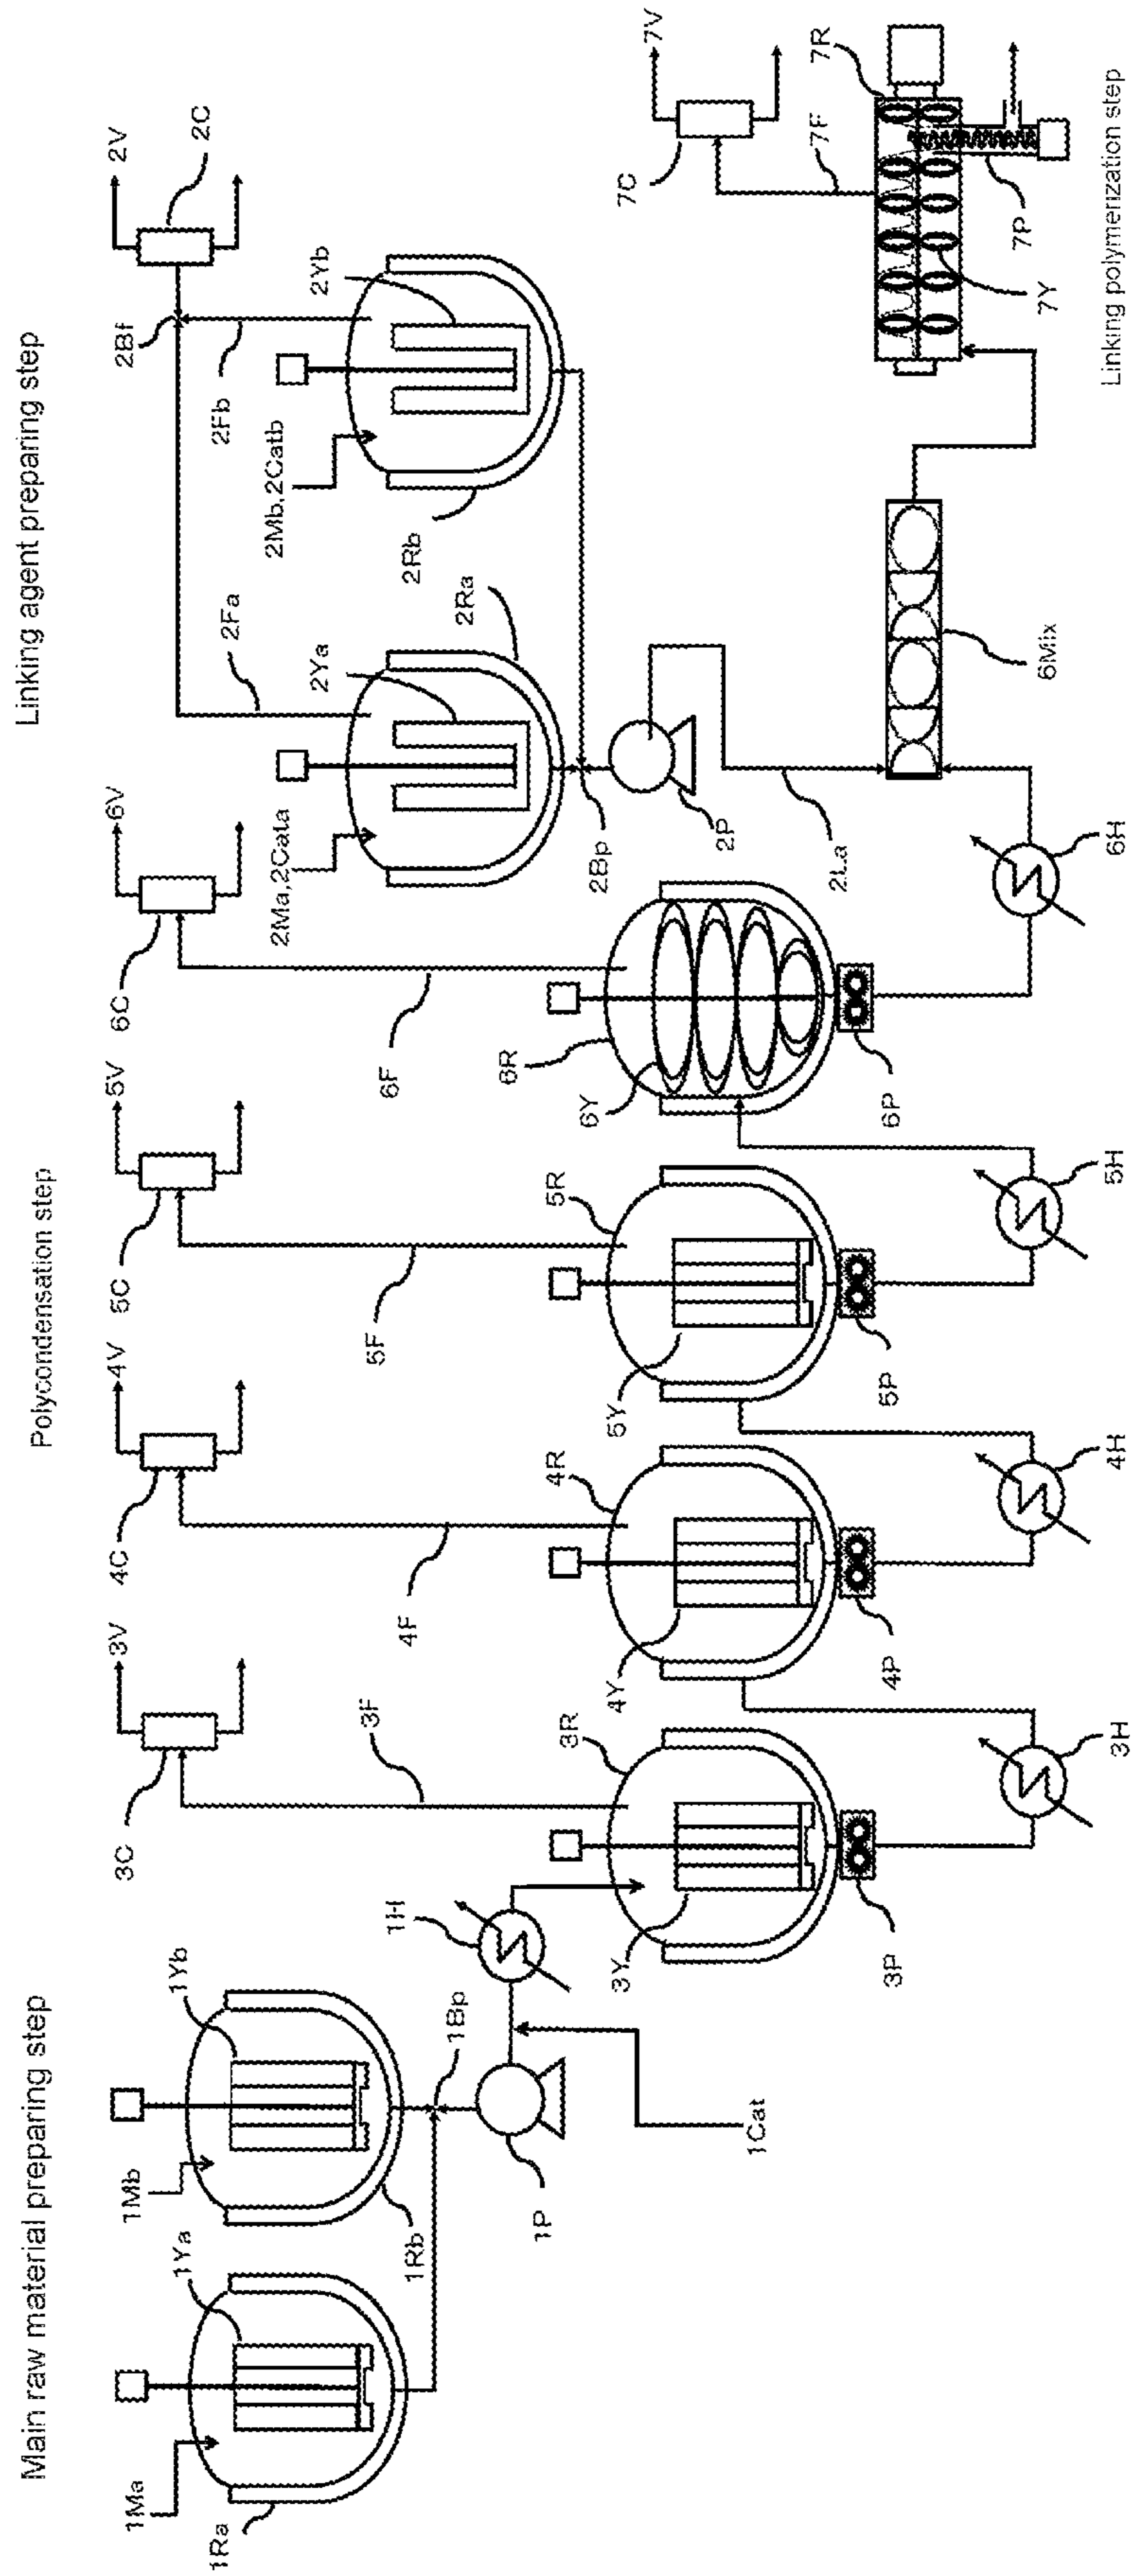 Main raw material preparing step
Polycondensation step
Linking agent preparing step
Linking polymerization step
1Ma
1Ra
1Ya
1Mb
1Rb
1Yb
1Bp
1P
1Cat
1H
3C
3V
3F
3R
3Y
3P
3H
4C
4V
4F
4R
4Y
4P
4H
5C
5V
5F
5R
5Y
5P
5H
6C
6V
6F
6R
6Y
6P
6H
2Ma,2Cata
2Ya
2Fa
2Ra
2Bp
2P
2La
2Mb,2Catb
2Rb
2Fb
2Yb
2Bf
2V
2C
6Mix
7C
7V
7F
7R
7Y
7P